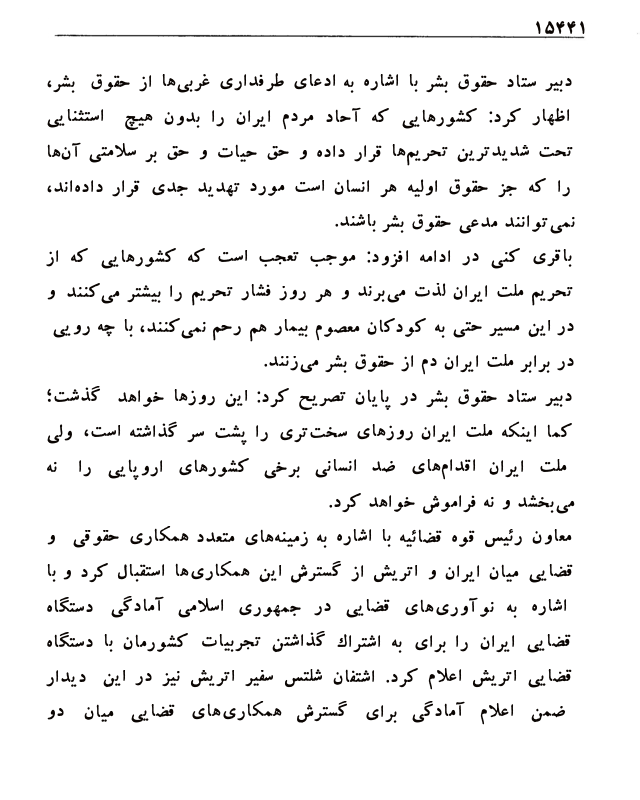 ۱۵۴۴۱
دبیر ستاد حقوق بشر با اشاره به ادعای طرفداری غربی‌ها از حقوق بشر،
اظهار کرد: کشورهایی که آحاد مردم ایران را بدون هیچ استثنایی
تحت شدیدترین تحریم‌ها قرار داده و حق حیات و حق بر سلامتی آن‌ها
را که جز حقوق اولیه هر انسان است مورد تهدید جدی قرار داده‌اند،
نمی‌توانند مدعی حقوق بشر باشند.
باقری کنی در ادامه افزود: موجب تعجب است که کشورهایی که از
تحریم ملت ایران لذت می‌برند و هر روز فشار تحریم را بیشتر می‌کنند و
در این مسیر حتی به کودکان معصوم بیمار هم رحم نمی‌کنند، با چه رویی
در برابر ملت ایران دم از حقوق بشر می‌زنند.
دبیر ستاد حقوق بشر در پایان تصریح کرد: این روزها خواهد گذشت؛
کما اینکه ملت ایران روزهای سخت‌تری را پشت سر گذاشته است، ولی
ملت ایران اقدام‌های ضد انسانی برخی کشورهای اروپایی را نه
می‌بخشد و نه فراموش خواهد کرد.
معاون رئیس قوه قضائیه با اشاره به زمینه‌های متعدد همکاری حقوقی و
قضایی میان ایران و اتریش از گسترش این همکاری‌ها استقبال کرد و با
اشاره به نوآوری‌های قضایی در جمهوری اسلامی آمادگی دستگاه
قضایی ایران را برای به اشتراك گذاشتن تجربیات کشورمان با دستگاه
قضایی اتریش اعلام کرد. اشتفان شلتس سفیر اتریش نیز در این دیدار
ضمن اعلام آمادگی برای گسترش همکاری‌های قضایی میان دو